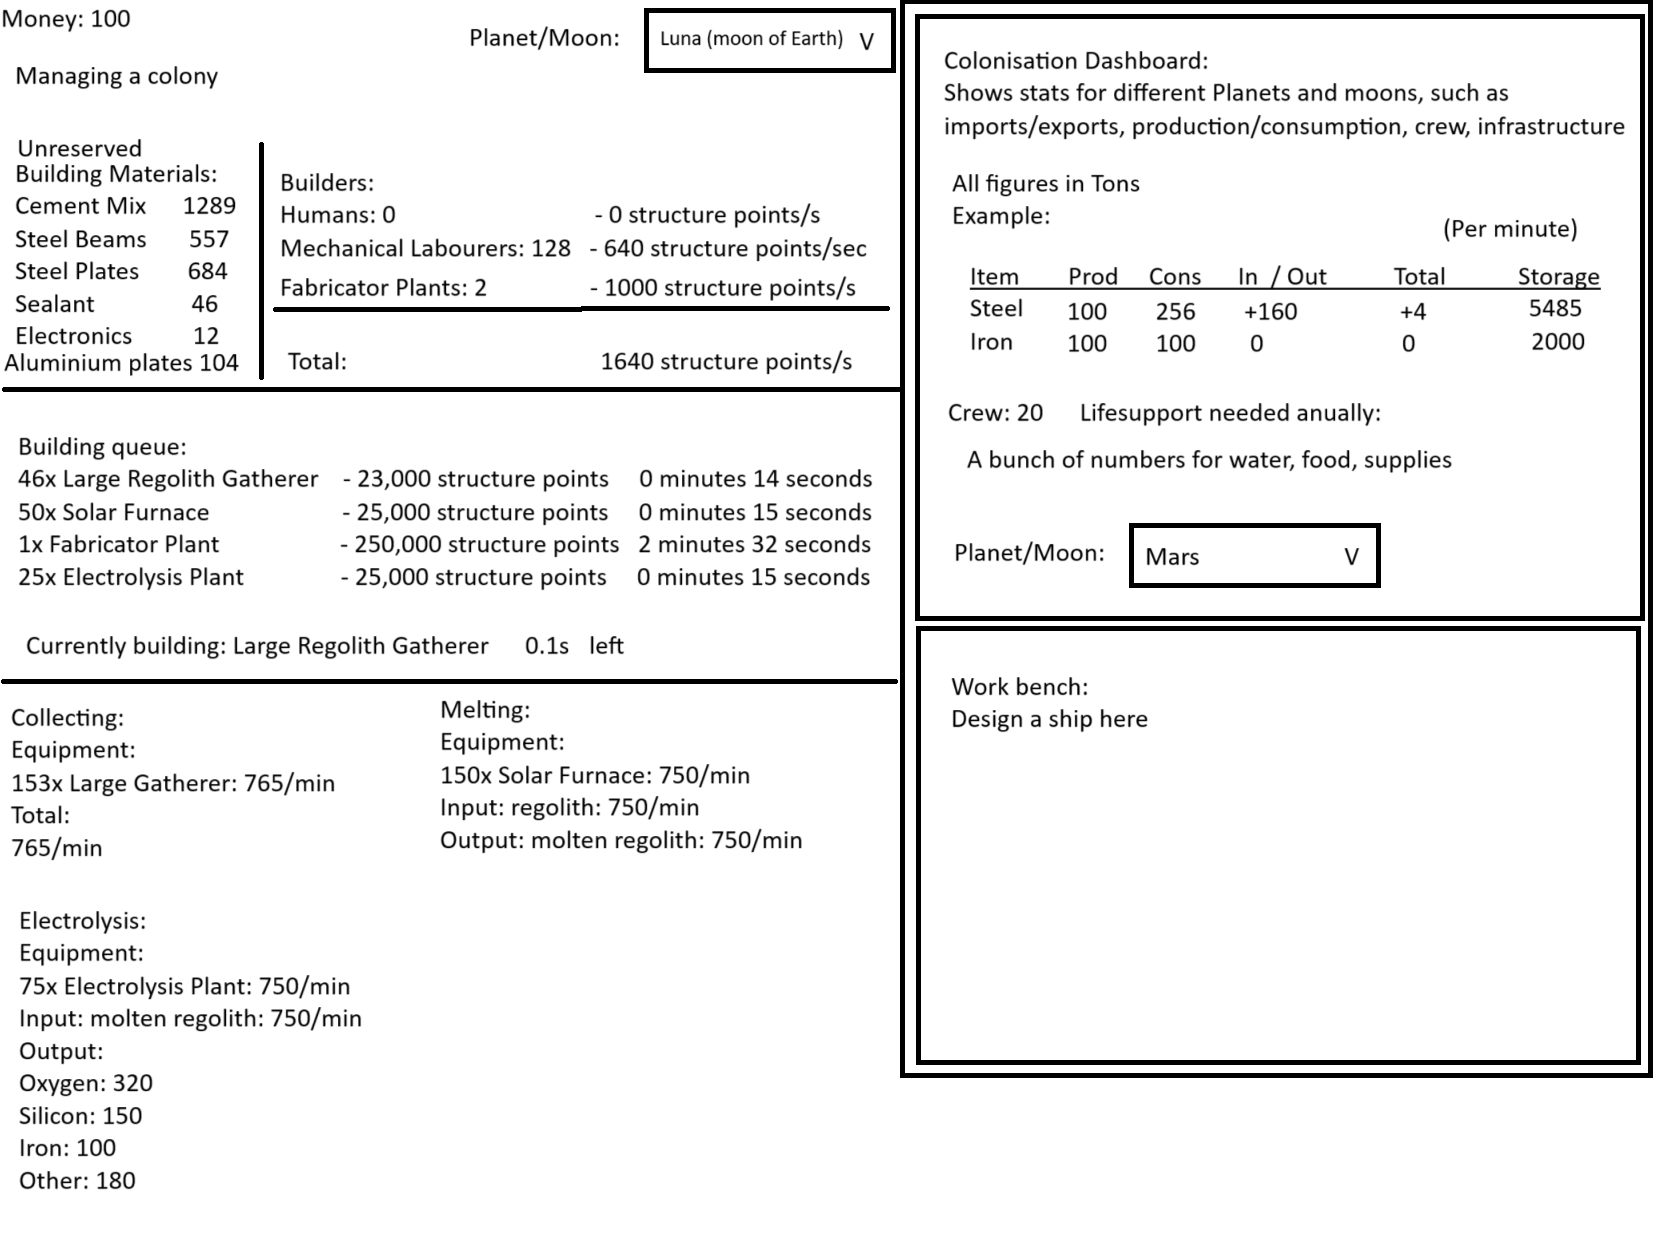 Money: 100
Planet/Moon: Luna (moon of Earth) V
Managing a colony
Unreserved
Building Materials:
Cement Mix 1289
Steel Beams 557
Steel Plates 684
Sealant 46
Electronics 12
Aluminium plates 104
Builders:
Humans: 0 - 0 structure points/s
Mechanical Labourers: 128 - 640 structure points/sec
Fabricator Plants: 2 - 1000 structure points/s
Total: 1640 structure points/s
Building queue:
46x Large Regolith Gatherer - 23,000 structure points 0 minutes 14 seconds
50x Solar Furnace - 25,000 structure points 0 minutes 15 seconds
1x Fabricator Plant - 250,000 structure points 2 minutes 32 seconds
25x Electrolysis Plant - 25,000 structure points 0 minutes 15 seconds
Currently building: Large Regolith Gatherer 0.1s left
Collecting:
Equipment:
153x Large Gatherer: 765/min
Total:
765/min
Melting:
Equipment:
150x Solar Furnace: 750/min
Input: regolith: 750/min
Output: molten regolith: 750/min
Electrolysis:
Equipment:
75x Electrolysis Plant: 750/min
Input: molten regolith: 750/min
Output:
Oxygen: 320
Silicon: 150
Iron: 100
Other: 180
Colonisation Dashboard:
Shows stats for different Planets and moons, such as
imports/exports, production/consumption, crew, infrastructure
All figures in Tons
Example:
(Per minute)
Item Prod Cons In / Out Total Storage
Steel 100 256 +160 +4 5485
Iron 100 100 0 0 2000
Crew: 20 Lifesupport needed anually:
A bunch of numbers for water, food, supplies
Planet/Moon: Mars V
Work bench:
Design a ship here